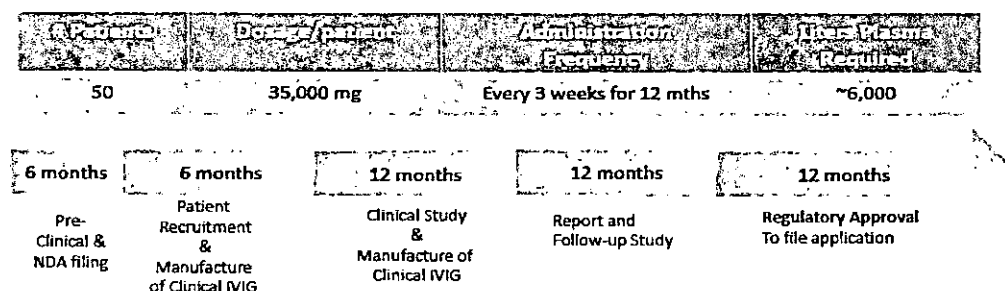 # Patients Dosage/patient Administration Frequency Liters Plasma Required
50 35,000 mg Every 3 weeks for 12 mths ~6,000
6 months 6 months 12 months 12 months 12 months
Pre-
Clinical &
NDA filing
Patient
Recruitment
&
Manufacture
of Clinical IVIG
Clinical Study
&
Manufacture of
Clinical IVIG
Report and
Follow-up Study
Regulatory Approval
To file application